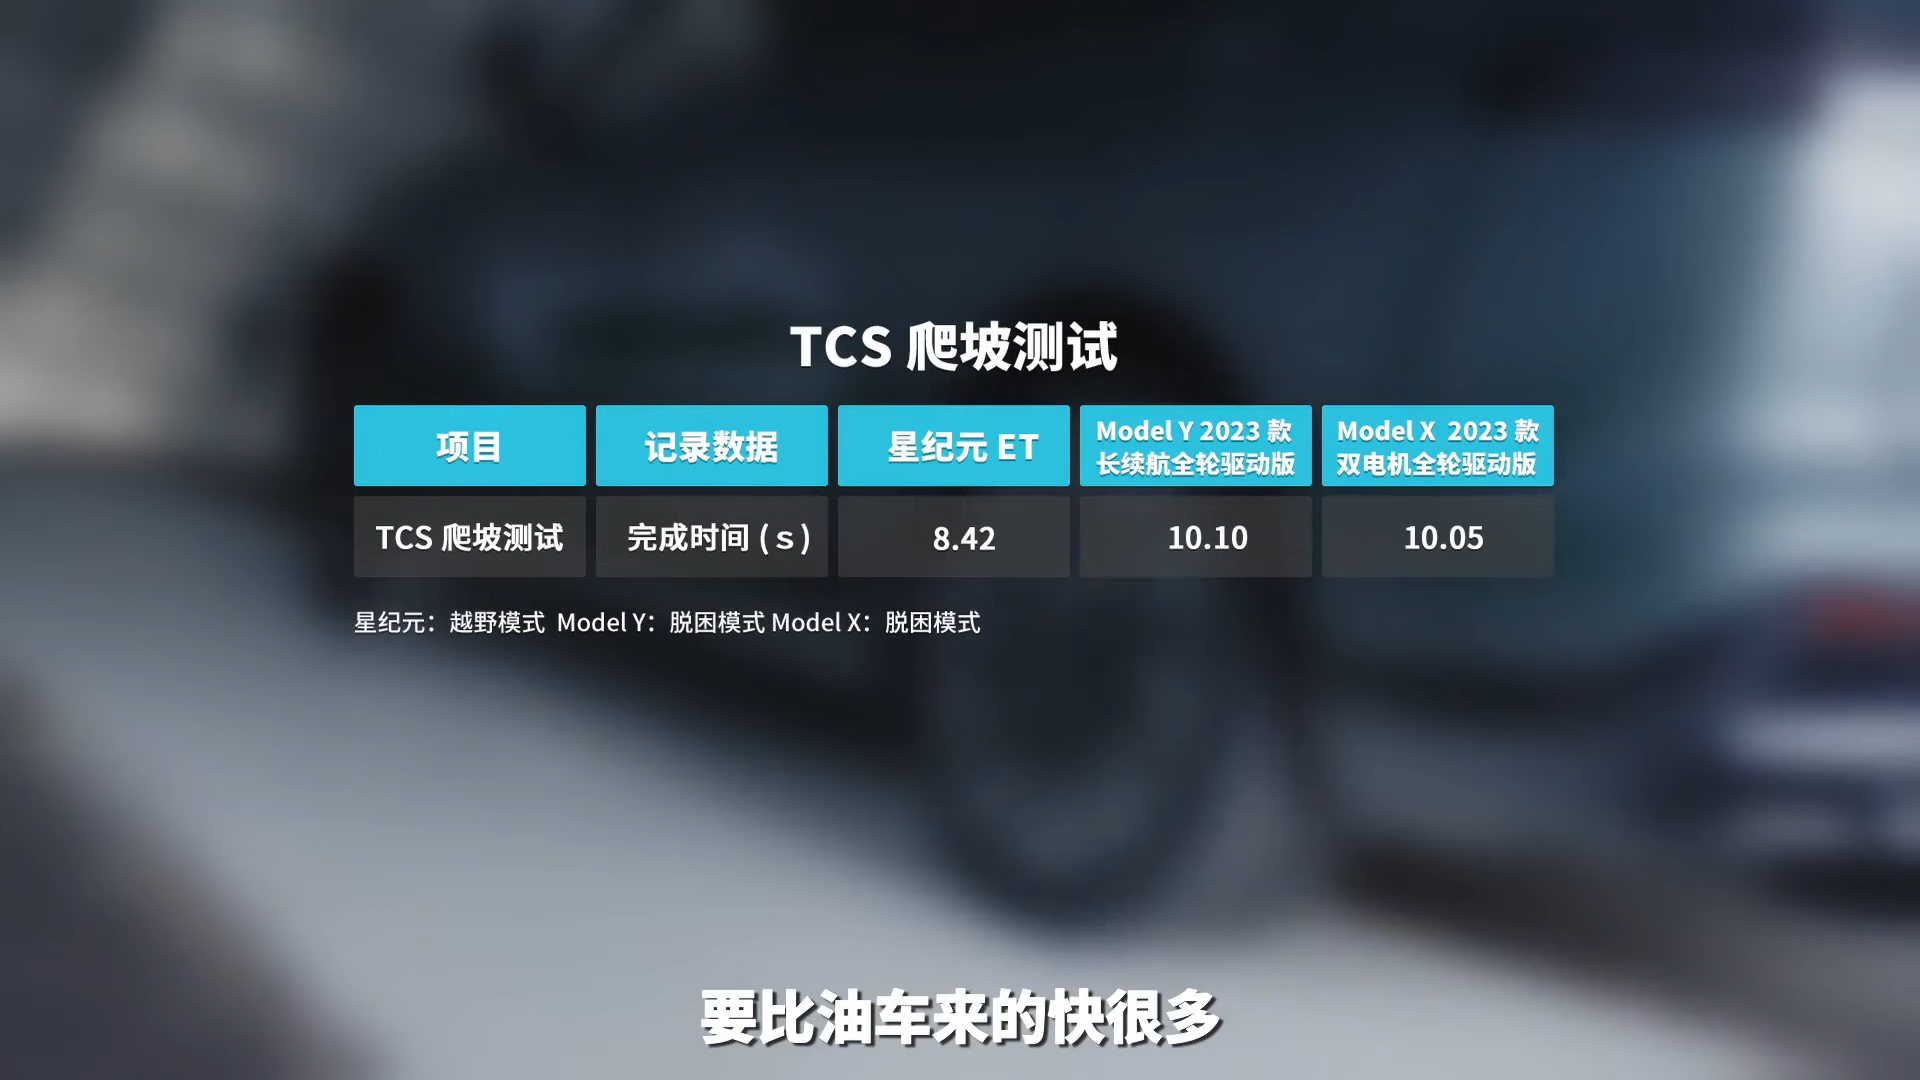 TCS 爬坡测试
项目
记录数据
星纪元 ET
Model Y 2023 款
长续航全轮驱动版
Model X 2023 款
双电机全轮驱动版
TCS 爬坡测试
完成时间 ( s )
8.42
10.10
10.05
星纪元：越野模式 Model Y：脱困模式 Model X：脱困模式
要比油车来的快很多